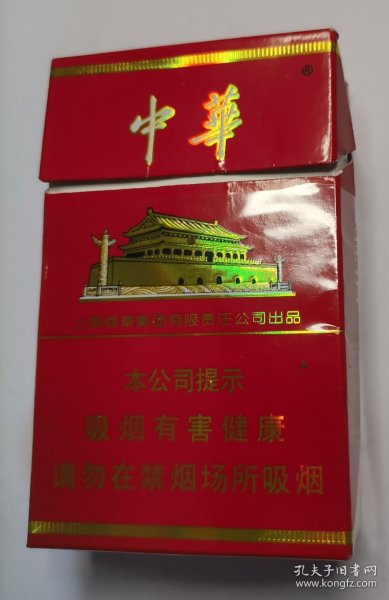 中華®
上海烟草集团有限责任公司出品
本公司提示
吸烟有害健康
请勿在禁烟场所吸烟
孔夫子旧书网
www.kongfz.com